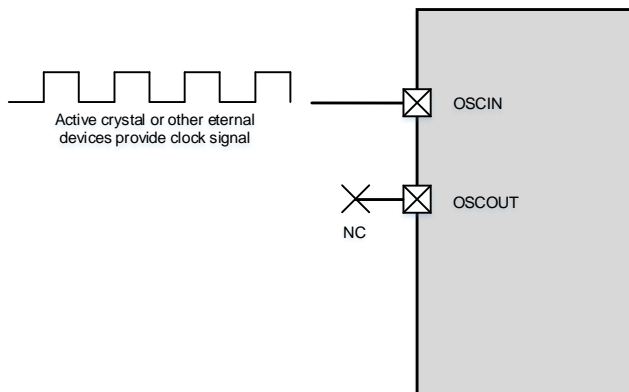 OSCIN
Active crystal or other eternal
devices provide clock signal
OSCOUT
NC